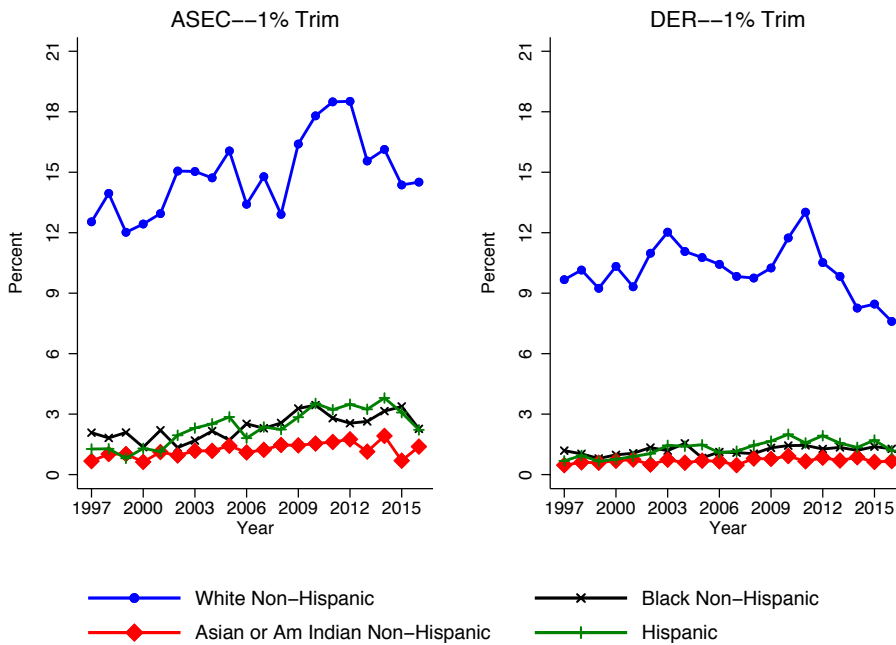 ASEC−−1% Trim
21
18
15
12
9
6
3
0
Percent
1997 2000 2003 2006 2009 2012 2015
Year
DER−−1% Trim
21
18
15
12
9
6
3
0
Percent
1997 2000 2003 2006 2009 2012 2015
Year
White Non−Hispanic
Black Non−Hispanic
Asian or Am Indian Non−Hispanic
Hispanic